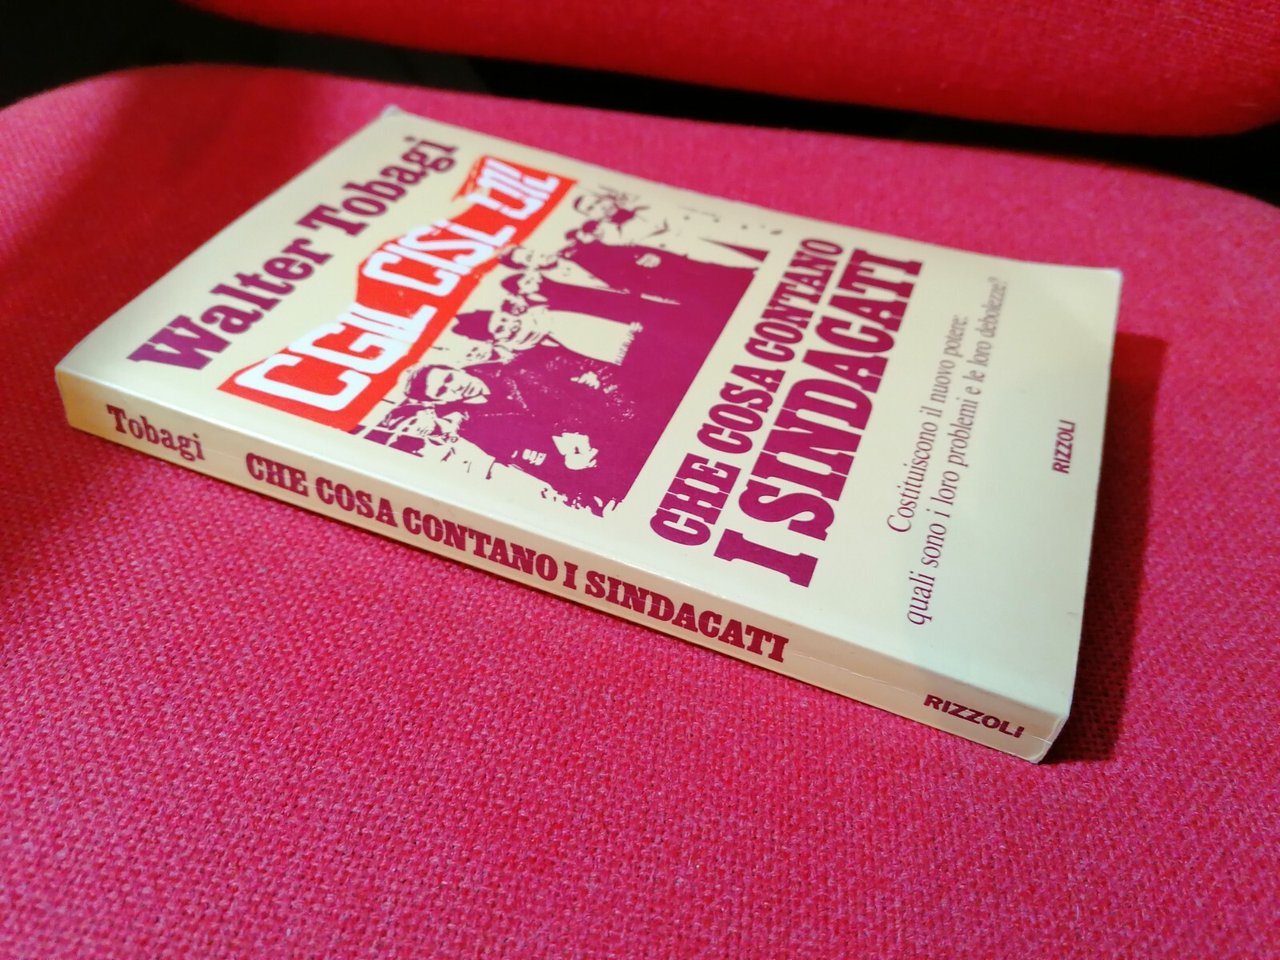 Walter Tobagi
CGIL CISL UIL
CHE COSA CONTANO
I SINDACATI
Costituiscono il nuovo potere:
quali sono i loro problemi e le loro debolezze?
RIZZOLI
Tobagi CHE COSA CONTANO I SINDACATI RIZZOLI